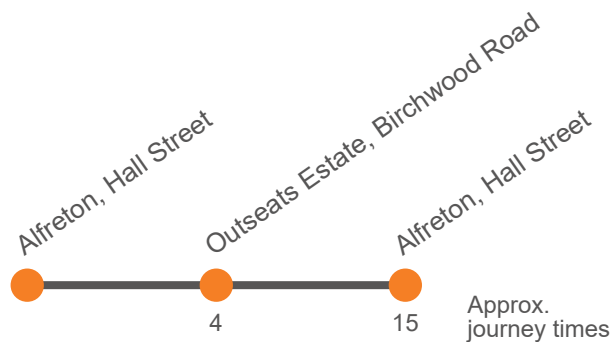 Alfreton, Hall Street
Outseats Estate, Birchwood Road
Alfreton, Hall Street
4
15
Approx.
journey times